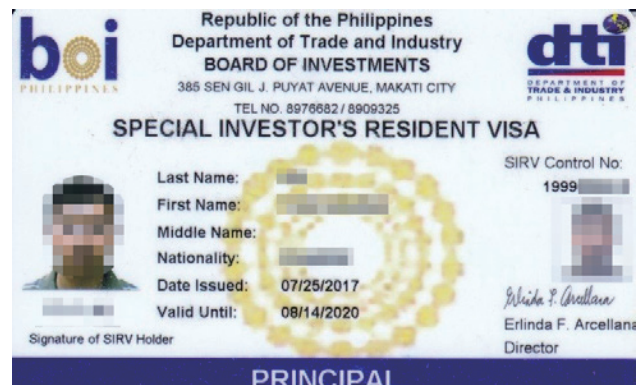 boi
PHILIPPINES
Republic of the Philippines
Department of Trade and Industry
BOARD OF INVESTMENTS
385 SEN GIL J. PUYAT AVENUE, MAKATI CITY
TEL NO. 8976682 / 8909325
dti
DEPARTMENT OF
TRADE & INDUSTRY
PHILIPPINES
SPECIAL INVESTOR'S RESIDENT VISA
SIRV Control No:
1999
Last Name:
First Name:
Middle Name:
Nationality:
Date Issued: 07/25/2017
Valid Until: 08/14/2020
Signature of SIRV Holder
Erlinda F. Arcellana
Erlinda F. Arcellana
Director
PRINCIPAL